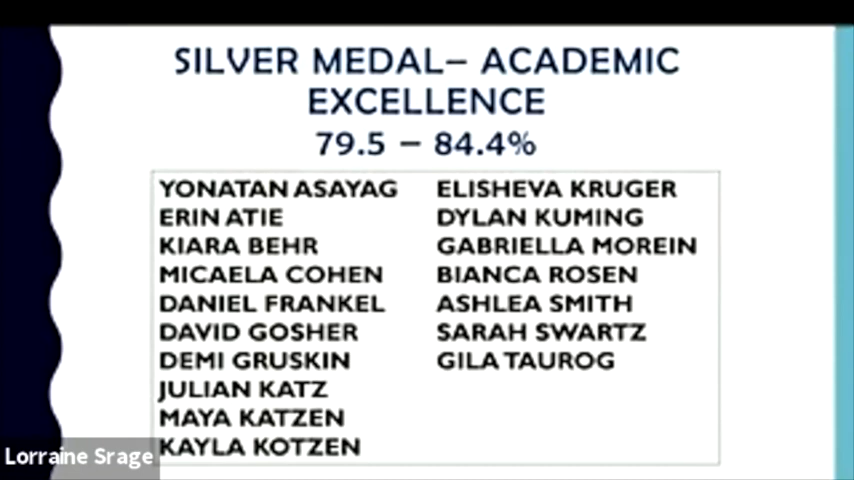 SILVER MEDAL– ACADEMIC
EXCELLENCE
79.5 – 84.4%
YONATAN ASAYAG
ERIN ATIE
KIARA BEHR
MICAELA COHEN
DANIEL FRANKEL
DAVID GOSHER
DEMI GRUSKIN
JULIAN KATZ
MAYA KATZEN
KAYLA KOTZEN
ELISHEVA KRUGER
DYLAN KUMING
GABRIELLA MOREIN
BIANCA ROSEN
ASHLEA SMITH
SARAH SWARTZ
GILA TAUROG
Lorraine Srage